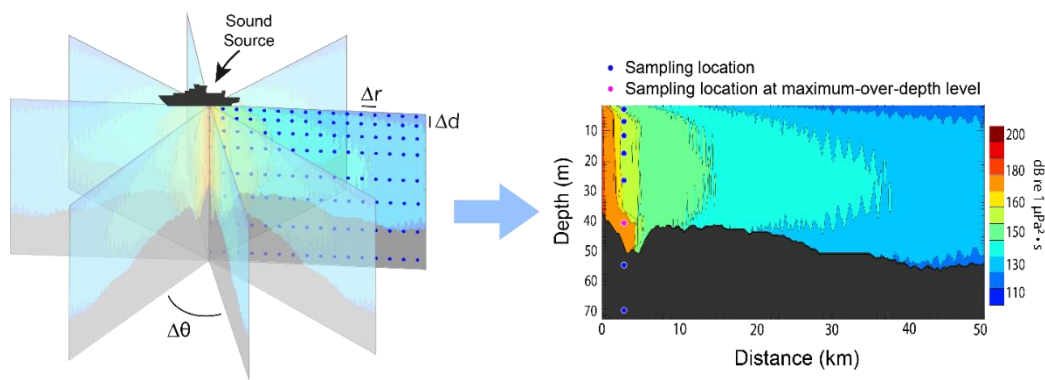 Sound
Source
Δr
Δd
Δθ
Sampling location
Sampling location at maximum-over-depth level
Depth (m)
10
20
30
40
50
60
70
0
10
20
30
40
50
Distance (km)
200
180
160
150
130
110
dB re 1 µPa²•s